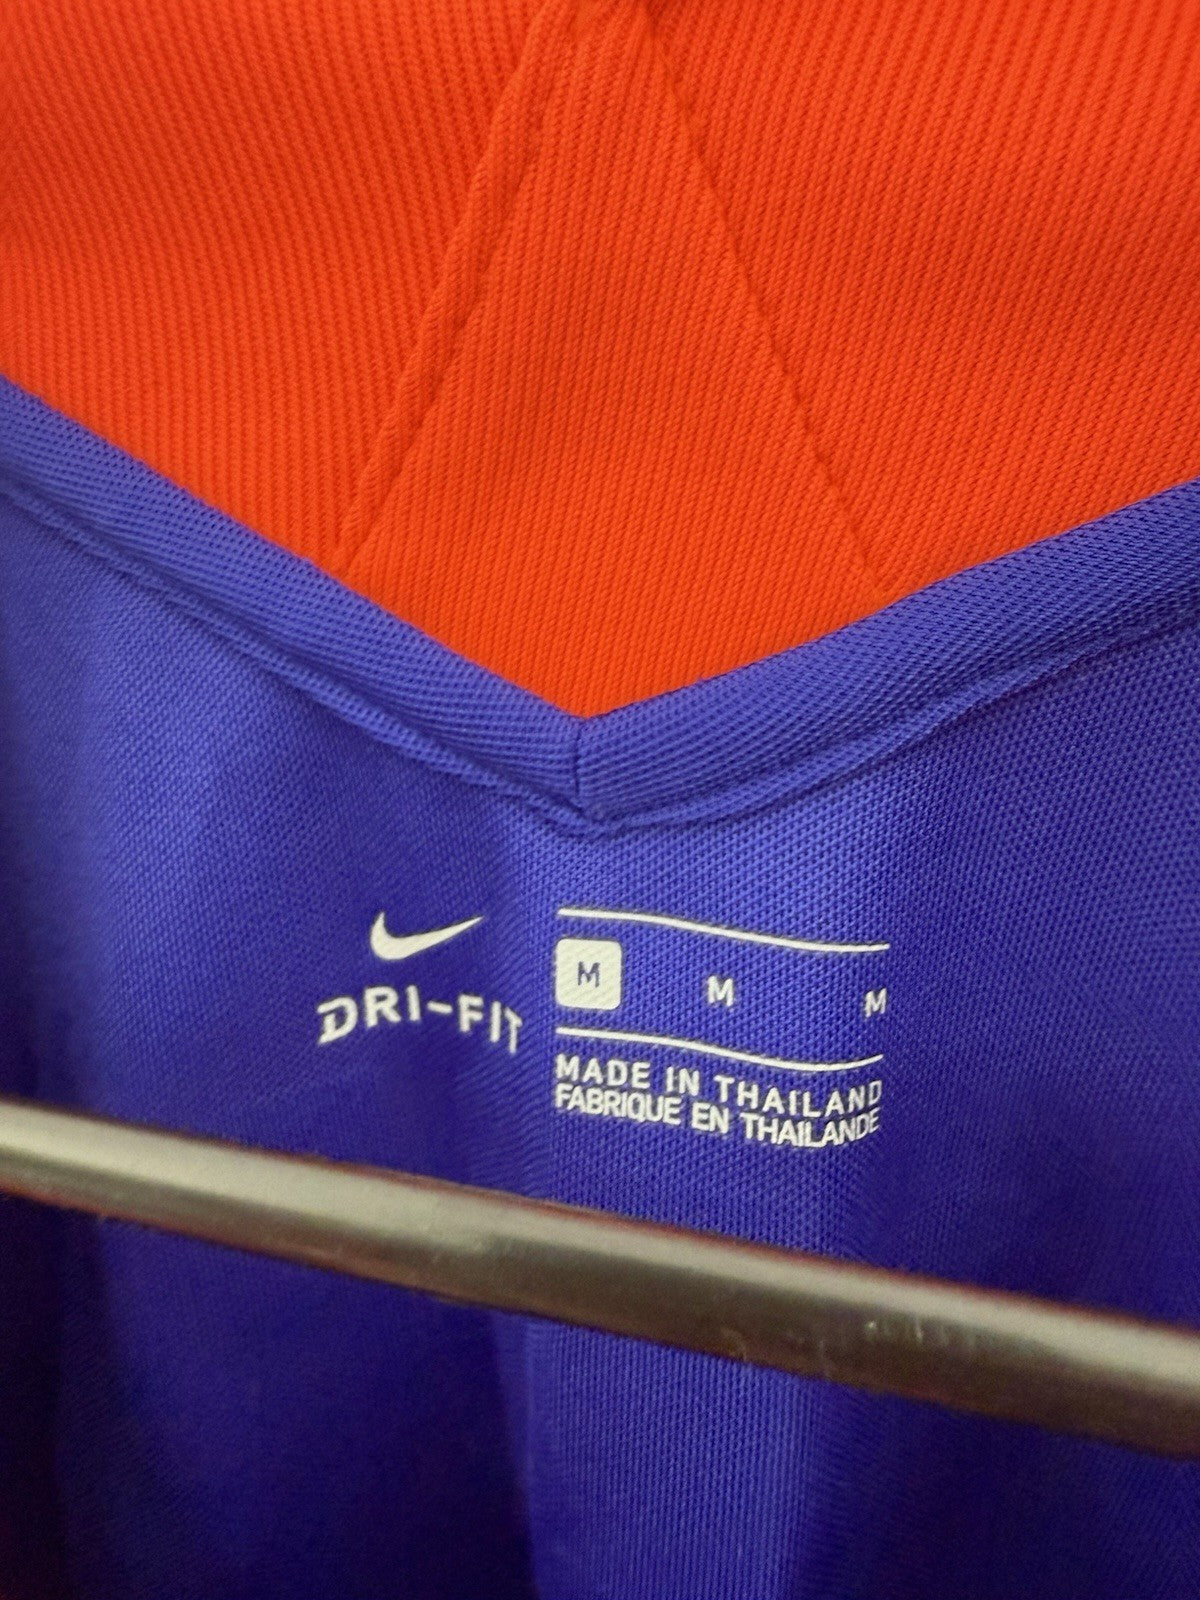 DRI-FIT
M M M
MADE IN THAILAND
FABRIQUE EN THAILANDE